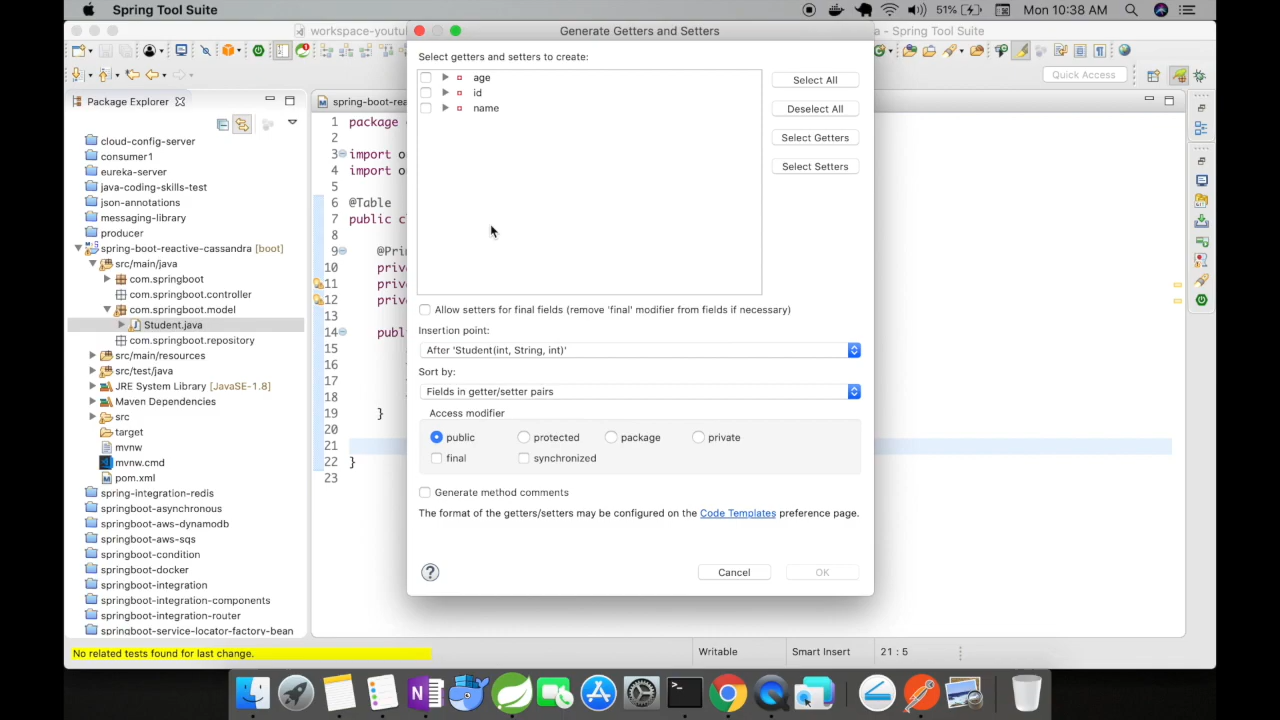 Spring Tool Suite
51%
Mon 10:38 AM
workspace-youtu
Generate Getters and Setters
a - Spring Tool Suite
Quick Access
Package Explorer
cloud-config-server
consumer1
eureka-server
java-coding-skills-test
json-annotations
messaging-library
producer
spring-boot-reactive-cassandra [boot]
src/main/java
com.springboot
com.springboot.controller
com.springboot.model
Student.java
com.springboot.repository
src/main/resources
src/test/java
JRE System Library [JavaSE-1.8]
Maven Dependencies
src
target
mvnw
mvnw.cmd
pom.xml
spring-integration-redis
springboot-asynchronous
springboot-aws-dynamodb
springboot-aws-sqs
springboot-condition
springboot-docker
springboot-integration
springboot-integration-components
springboot-integration-router
springboot-service-locator-factory-bean
spring-boot-rea
1 package
2
3 import o
4 import o
5
6 @Table
7 public c
8
9 @Prin
10 priva
11 priva
12 priva
13
14 publ
15
16
17
18
19 }
20
21
22 }
23
Select getters and setters to create:
age
id
name
Select All
Deselect All
Select Getters
Select Setters
Allow setters for final fields (remove 'final' modifier from fields if necessary)
Insertion point:
After 'Student(int, String, int)'
Sort by:
Fields in getter/setter pairs
Access modifier
public protected package private
final synchronized
Generate method comments
The format of the getters/setters may be configured on the Code Templates preference page.
?
Cancel
OK
No related tests found for last change.
Writable
Smart Insert
21 : 5